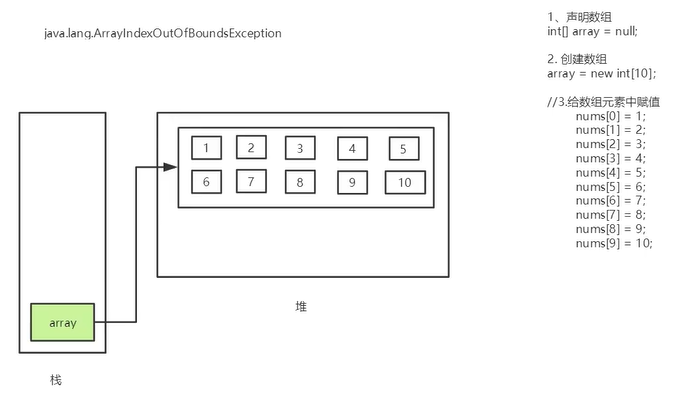 java.lang.ArrayIndexOutOfBoundsException
1、声明数组
int[] array = null;
2. 创建数组
array = new int[10];
//3.给数组元素中赋值
nums[0] = 1;
nums[1] = 2;
nums[2] = 3;
nums[3] = 4;
nums[4] = 5;
nums[5] = 6;
nums[6] = 7;
nums[7] = 8;
nums[8] = 9;
nums[9] = 10;
1 2 3 4 5
6 7 8 9 10
array
堆
栈